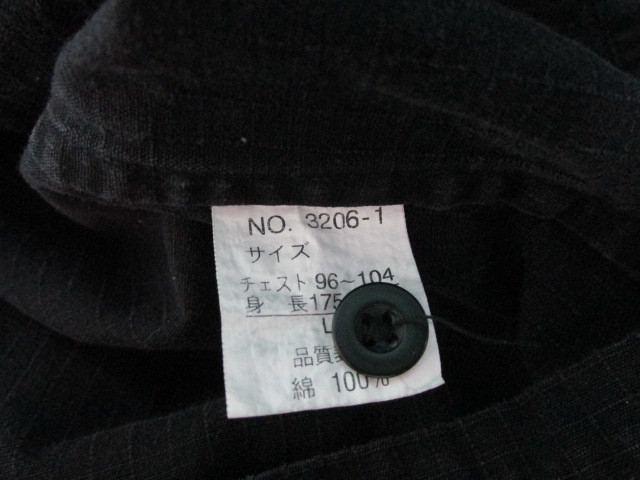 NO. 3206-1
サイズ
チェスト 96~104
身 長175
L
品質
綿 100%